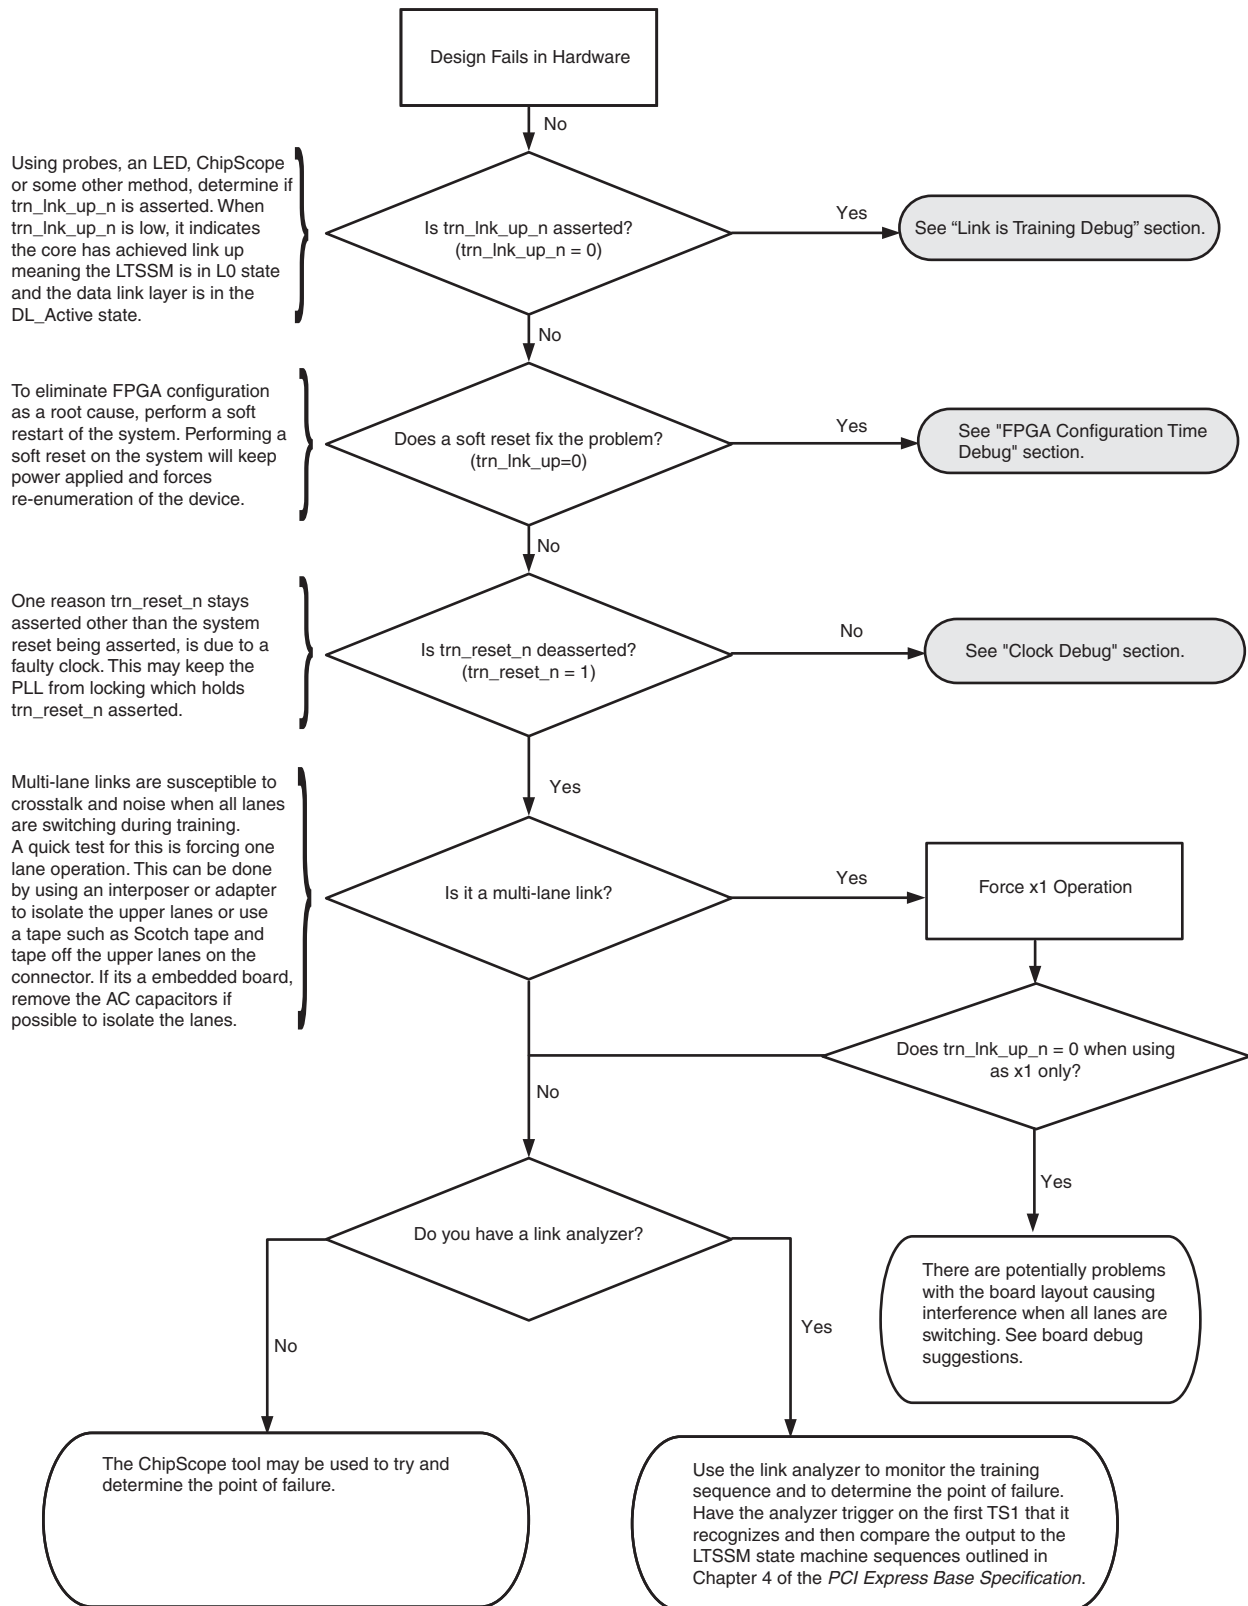 Design Fails in Hardware
No
Using probes, an LED, ChipScope
or some other method, determine if
trn_lnk_up_n is asserted. When
trn_lnk_up_n is low, it indicates
the core has achieved link up
meaning the LTSSM is in L0 state
and the data link layer is in the
DL_Active state.
Is trn_lnk_up_n asserted?
(trn_lnk_up_n = 0)
Yes
See “Link is Training Debug” section.
No
To eliminate FPGA configuration
as a root cause, perform a soft
restart of the system. Performing a
soft reset on the system will keep
power applied and forces
re-enumeration of the device.
Does a soft reset fix the problem?
(trn_lnk_up=0)
Yes
See "FPGA Configuration Time
Debug" section.
No
One reason trn_reset_n stays
asserted other than the system
reset being asserted, is due to a
faulty clock. This may keep the
PLL from locking which holds
trn_reset_n asserted.
Is trn_reset_n deasserted?
(trn_reset_n = 1)
No
See "Clock Debug" section.
Yes
Multi-lane links are susceptible to
crosstalk and noise when all lanes
are switching during training.
A quick test for this is forcing one
lane operation. This can be done
by using an interposer or adapter
to isolate the upper lanes or use
a tape such as Scotch tape and
tape off the upper lanes on the
connector. If its a embedded board,
remove the AC capacitors if
possible to isolate the lanes.
Is it a multi-lane link?
Yes
Force x1 Operation
Does trn_lnk_up_n = 0 when using
as x1 only?
No
Yes
Do you have a link analyzer?
There are potentially problems
with the board layout causing
interference when all lanes are
switching. See board debug
suggestions.
No
Yes
The ChipScope tool may be used to try and
determine the point of failure.
Use the link analyzer to monitor the training
sequence and to determine the point of failure.
Have the analyzer trigger on the first TS1 that it
recognizes and then compare the output to the
LTSSM state machine sequences outlined in
Chapter 4 of the PCI Express Base Specification.